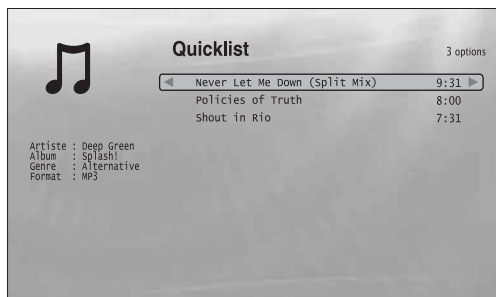 Quicklist
3 options
Never Let Me Down (Split Mix) 9:31
Policies of Truth 8:00
Shout in Rio 7:31
Artiste : Deep Green
Album : Splash!
Genre : Alternative
Format : MP3